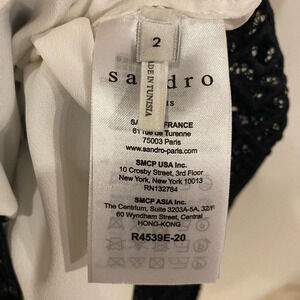 2
MADE IN TUNISIA
sandro
SA FRANCE
61 rue de Turenne
75003 Paris
www.sandro-paris.com
SMCP USA Inc.
10 Crosby Street, 3rd Floor
New York, New York 10013
RN132784
SMCP ASIA Inc.
The Centrium, Suite 3203A-5A, 32/F
60 Wyndham Street, Central
HONG-KONG
R4539E-20